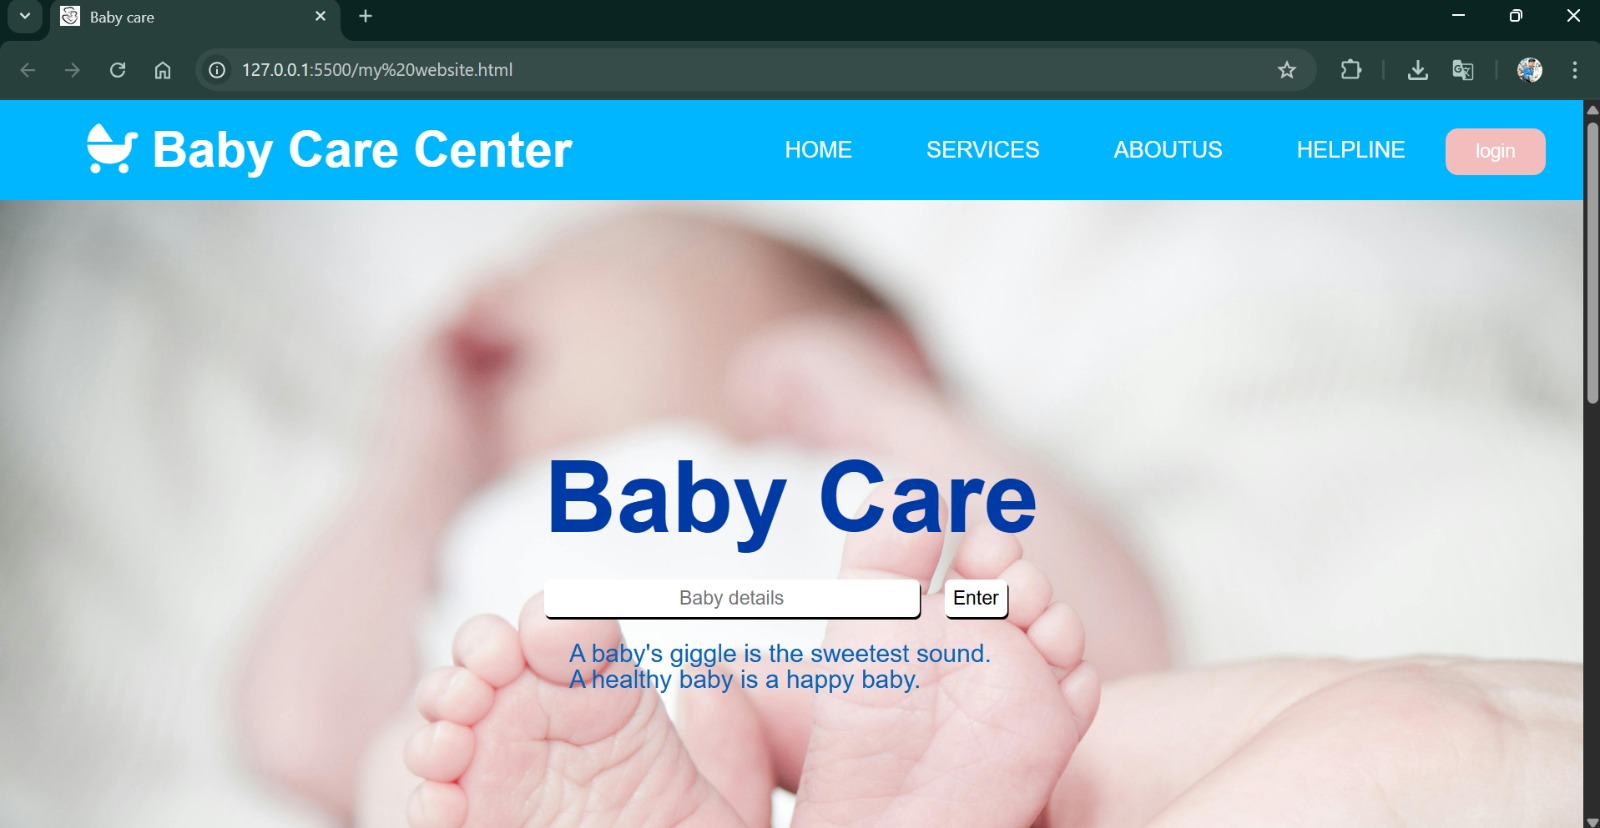 Baby care
127.0.0.1:5500/my%20website.html
Baby Care Center
HOME
SERVICES
ABOUTUS
HELPLINE
login
Baby Care
Baby details
Enter
A baby's giggle is the sweetest sound.
A healthy baby is a happy baby.